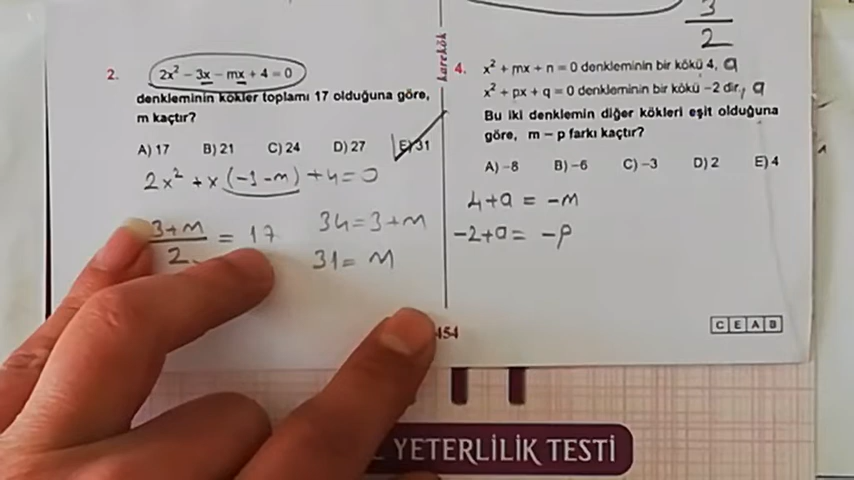 3
2
2. 2x² − 3x − mx + 4 = 0
denkleminin kökler toplamı 17 olduğuna göre,
m kaçtır?
A) 17 B) 21 C) 24 D) 27 E) 31
2x² + x (-3-m) + 4 = 0
3+m
2
= 17
34 = 3+m
31 = m
karekök
4. x² + mx + n = 0 denkleminin bir kökü 4, a
x² + px + q = 0 denkleminin bir kökü −2 dir, a
Bu iki denklemin diğer kökleri eşit olduğuna
göre, m − p farkı kaçtır?
A) −8 B) −6 C) −3 D) 2 E) 4
4+a = -m
-2+a = -p
C E A B
454
YETERLİLİK TESTİ